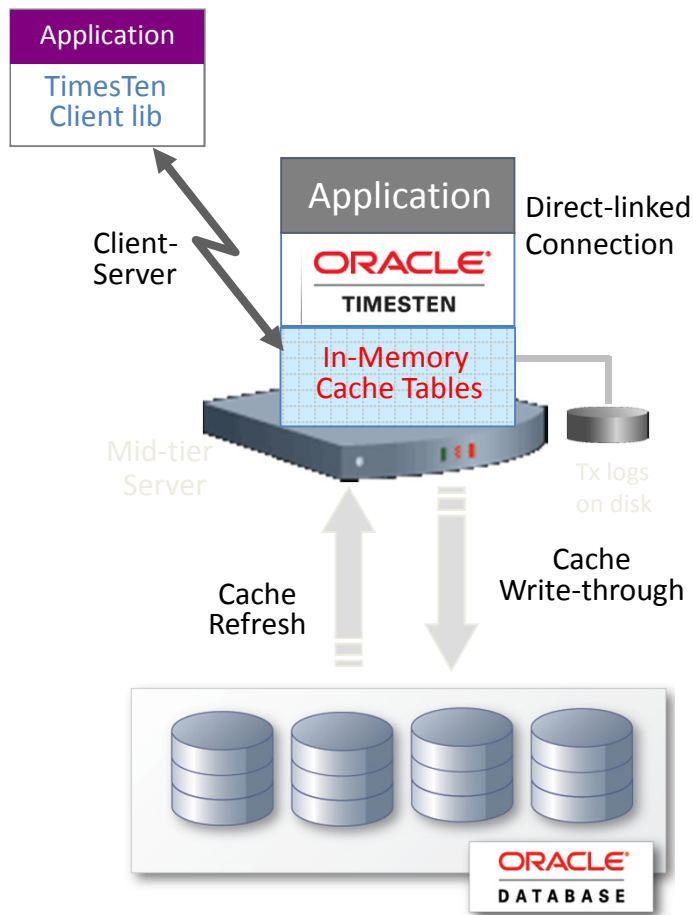 Application
TimesTen
Client lib
Application
Direct-linked
Connection
Client-
Server
ORACLE®
TIMESTEN
In-Memory
Cache Tables
Mid-tier
Server
Tx logs
on disk
Cache
Refresh
Cache
Write-through
ORACLE®
DATABASE